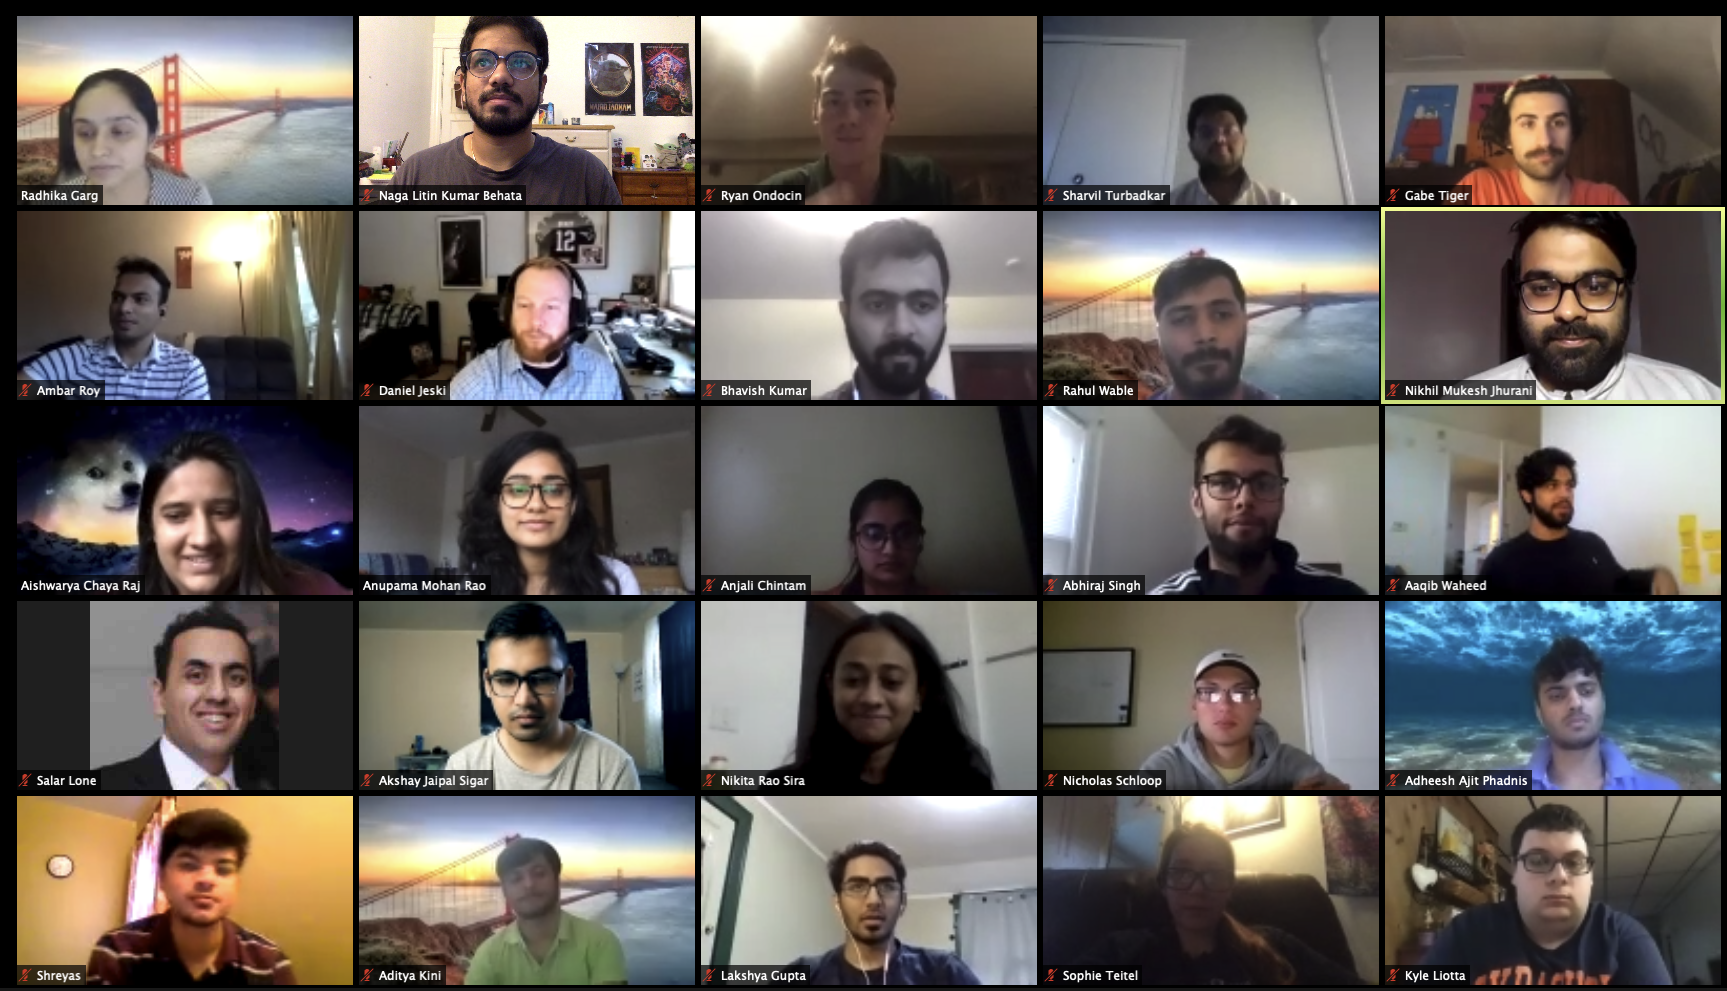 Radhika Garg
Naga Litin Kumar Behata
Ryan Ondocin
Sharvil Turbadkar
Gabe Tiger
Ambar Roy
12
Daniel Jeski
Bhavish Kumar
Rahul Wable
Nikhil Mukesh Jhurani
Aishwarya Chaya Raj
Anupama Mohan Rao
Anjali Chintam
Abhiraj Singh
Aaqib Waheed
Salar Lone
Akshay Jaipal Sigar
Nikita Rao Sira
Nicholas Schloop
Adheesh Ajit Phadnis
Shreyas
Aditya Kini
Lakshya Gupta
Sophie Teitel
Kyle Liotta